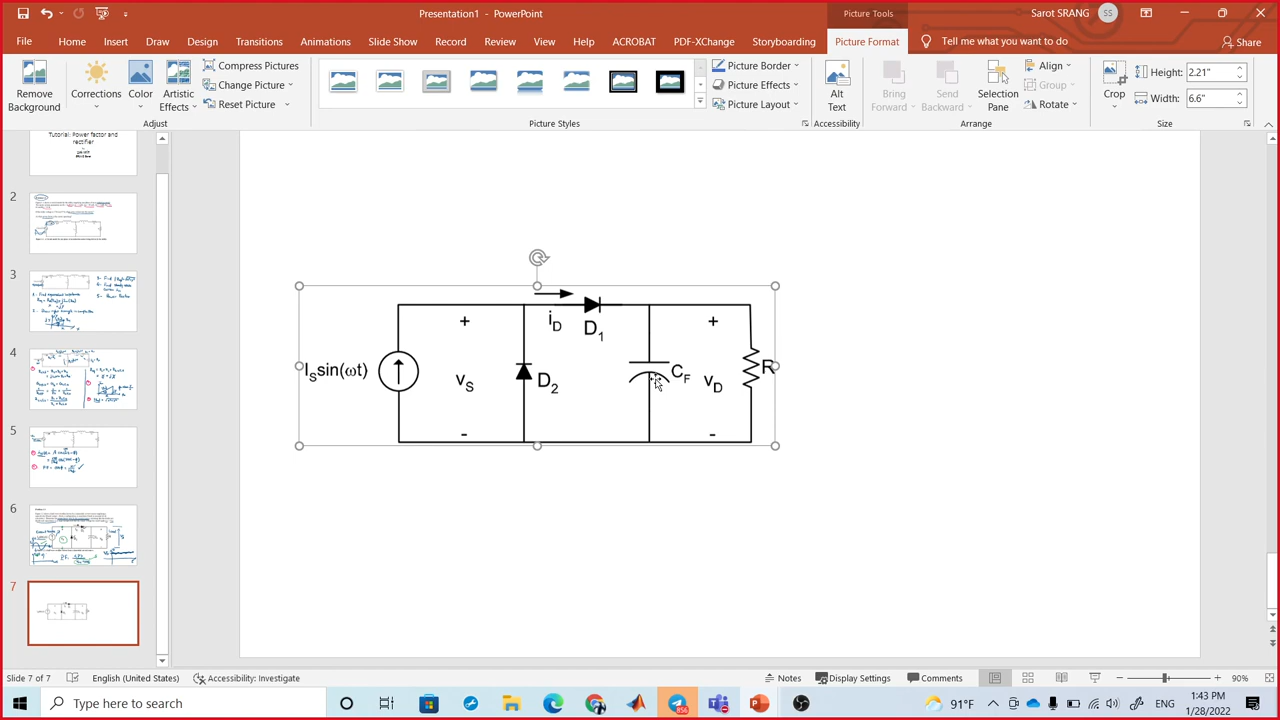 Presentation1 - PowerPoint
Picture Tools
Sarot SRANG
SS
File
Home
Insert
Draw
Design
Transitions
Animations
Slide Show
Record
Review
View
Help
ACROBAT
PDF-XChange
Storyboarding
Picture Format
Tell me what you want to do
Share
Remove
Background
Corrections
Color
Artistic
Effects
Compress Pictures
Change Picture
Reset Picture
Adjust
Picture Styles
Picture Border
Picture Effects
Picture Layout
Alt
Text
Accessibility
Bring
Forward
Send
Backward
Selection
Pane
Align
Group
Rotate
Arrange
Crop
Height: 2.21"
Width: 6.6"
Size
Tutorial: Power factor and
rectifier
2
3
4
5
6
7
I_S sin(ωt)
+
v_S
-
D_2
i_D
D_1
C_F
+
v_D
-
R
Slide 7 of 7
English (United States)
Accessibility: Investigate
Notes
Display Settings
Comments
90%
Type here to search
856
91°F
ENG
1:43 PM
1/28/2022